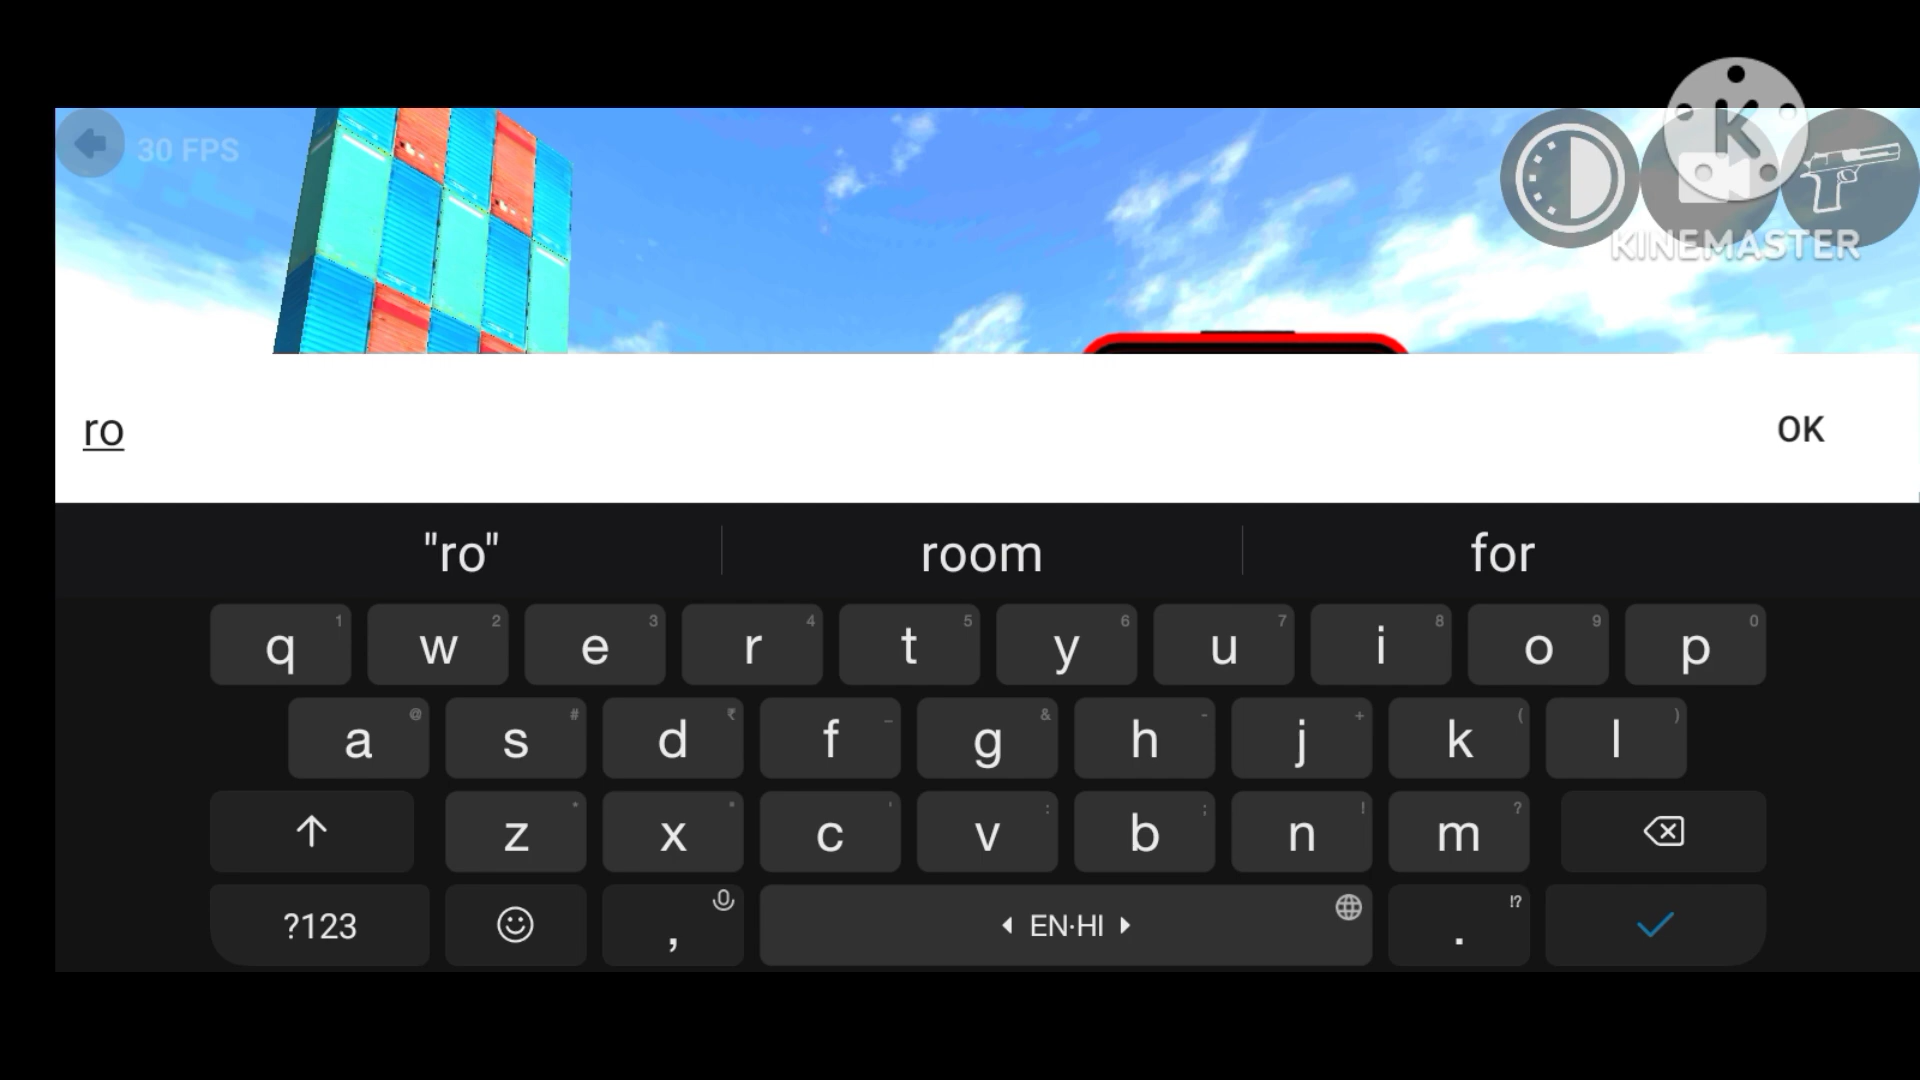 30 FPS
K
KINEMASTER
ro
OK
"ro" room for
q 1 w 2 e 3 r 4 t 5 y 6 u 7 i 8 o 9 p 0
a @ s # d ₹ f _ g & h - j + k ( l )
z * x " c ' v : b ; n ! m ?
?123 , EN·HI . !?